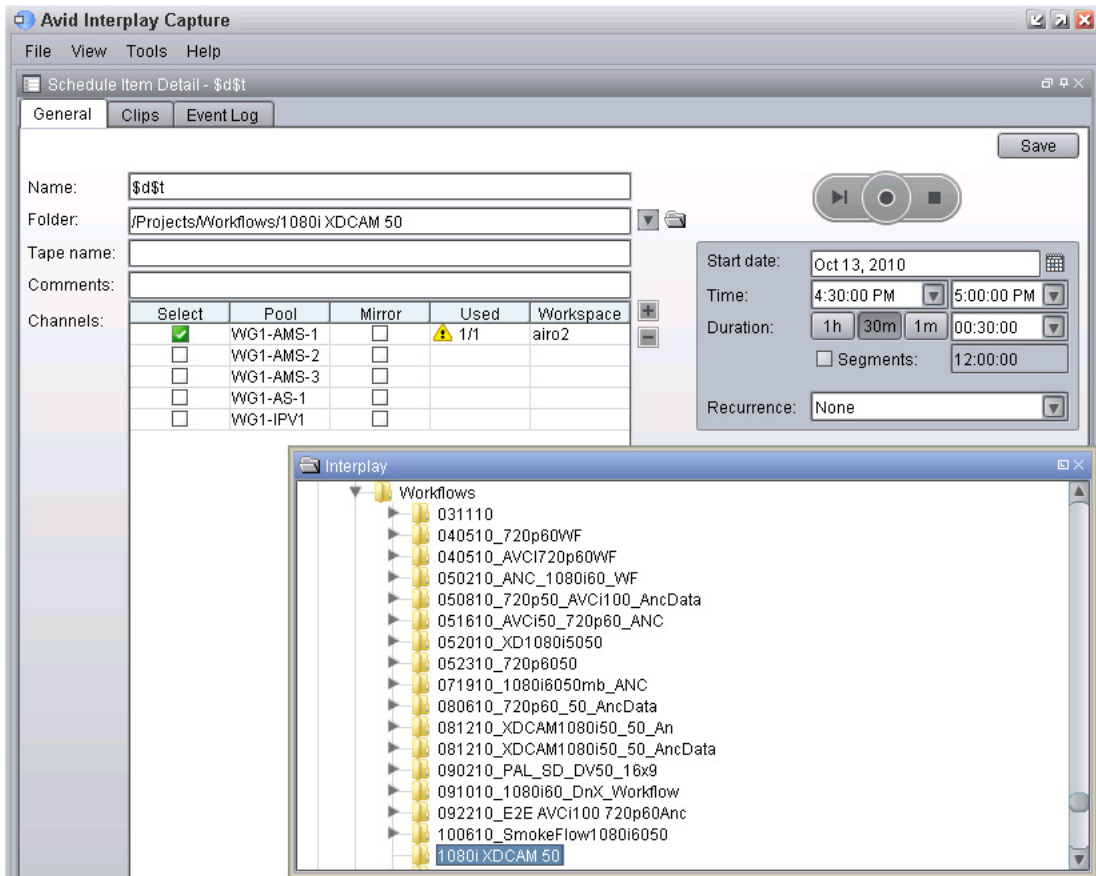 Avid Interplay Capture
File View Tools Help
Schedule Item Detail - $d$t
General Clips Event Log
Save
Name: $d$t
Folder: /Projects/Workflows/1080i XDCAM 50
Tape name:
Comments:
Channels:
Select Pool Mirror Used Workspace
WG1-AMS-1 1/1 airo2
WG1-AMS-2
WG1-AMS-3
WG1-AS-1
WG1-IPV1
Start date: Oct 13, 2010
Time: 4:30:00 PM 5:00:00 PM
Duration: 1h 30m 1m 00:30:00
Segments: 12:00:00
Recurrence: None
Interplay
Workflows
031110
040510_720p60WF
040510_AVCI720p60WF
050210_ANC_1080i60_WF
050810_720p50_AVCi100_AncData
051610_AVCi50_720p60_ANC
052010_XD1080i5050
052310_720p6050
071910_1080i6050mb_ANC
080610_720p60_50_AncData
081210_XDCAM1080i50_50_An
081210_XDCAM1080i50_50_AncData
090210_PAL_SD_DV50_16x9
091010_1080i60_DnX_Workflow
092210_E2E AVCi100 720p60Anc
100610_SmokeFlow1080i6050
1080i XDCAM 50